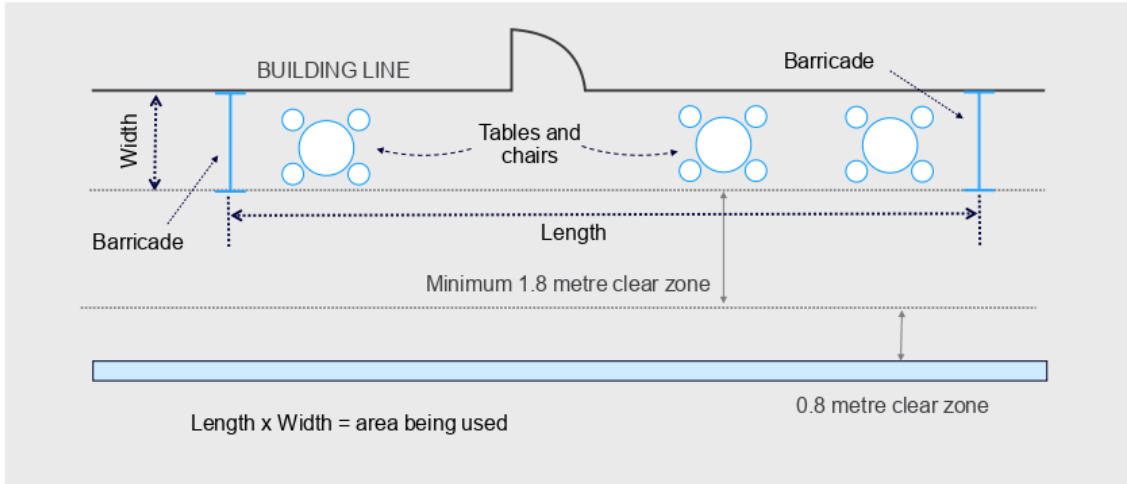 BUILDING LINE
Barricade
Width
Tables and
chairs
Barricade
Length
Minimum 1.8 metre clear zone
0.8 metre clear zone
Length x Width = area being used